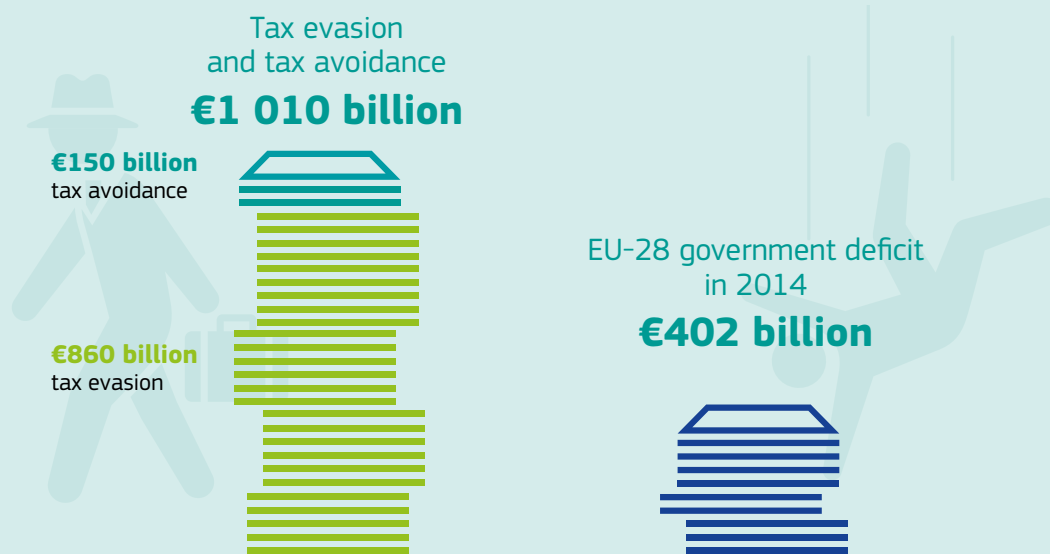 Tax evasion
and tax avoidance
€1 010 billion
€150 billion
tax avoidance
€860 billion
tax evasion
EU-28 government deficit
in 2014
€402 billion